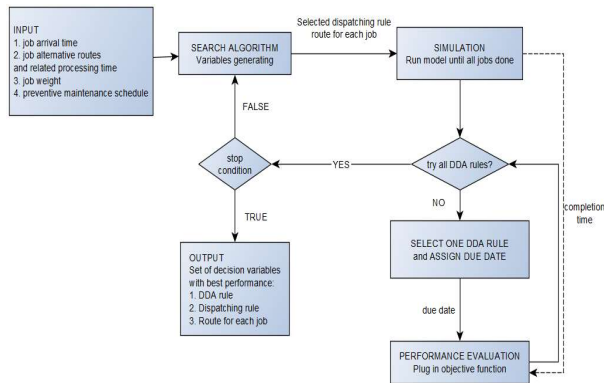 INPUT
1. job arrival time
2. job alternative routes
and related processing time
3. job weight
4. preventive maintenance schedule
SEARCH ALGORITHM
Variables generating
Selected dispatching rule
route for each job
SIMULATION
Run model until all jobs done
FALSE
stop
condition
YES
try all DDA rules?
TRUE
NO
completion
time
OUTPUT
Set of decision variables
with best performance:
1. DDA rule
2. Dispatching rule
3. Route for each job
SELECT ONE DDA RULE
and ASSIGN DUE DATE
due date
PERFORMANCE EVALUATION
Plug in objective function